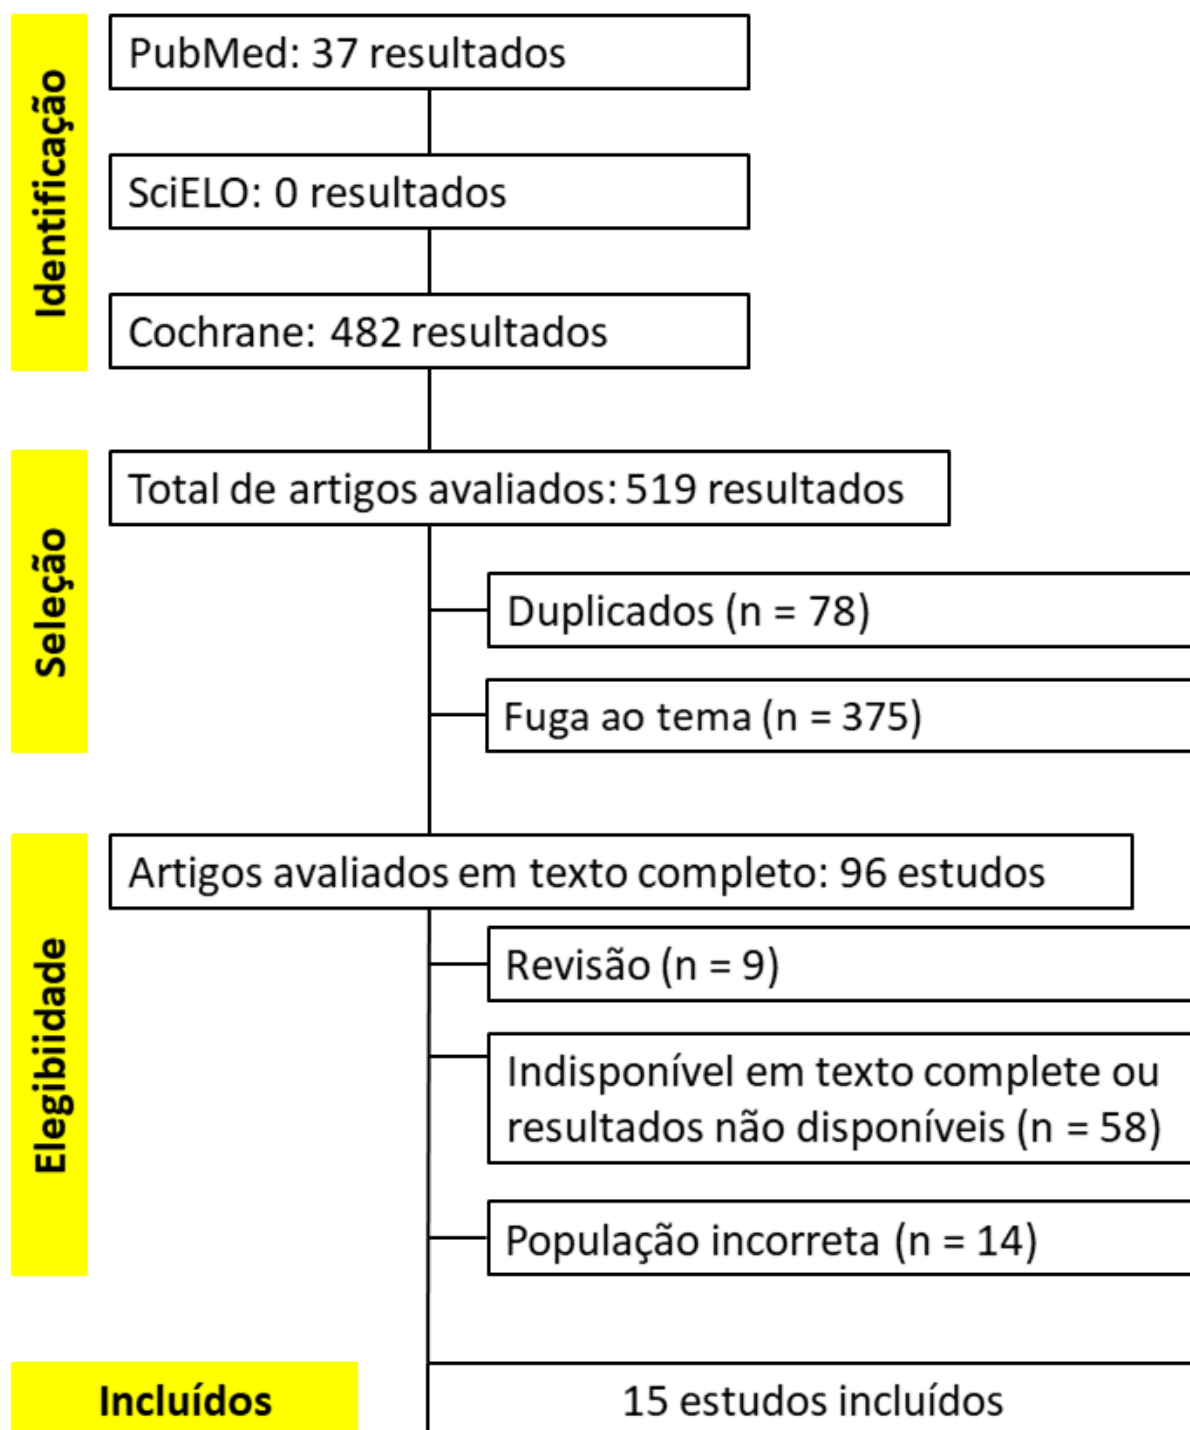 Identificação
PubMed: 37 resultados
SciELO: 0 resultados
Cochrane: 482 resultados
Seleção
Total de artigos avaliados: 519 resultados
Duplicados (n = 78)
Fuga ao tema (n = 375)
Elegibiidade
Artigos avaliados em texto completo: 96 estudos
Revisão (n = 9)
Indisponível em texto complete ou
resultados não disponíveis (n = 58)
População incorreta (n = 14)
Incluídos
15 estudos incluídos